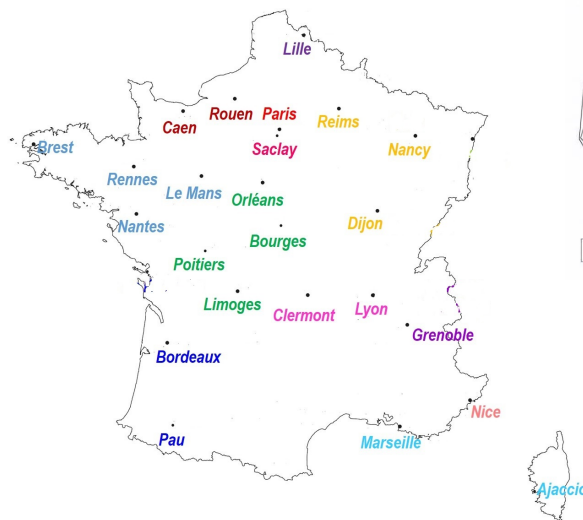 Lille
Rouen
Paris
Reims
Caen
Saclay
Nancy
Brest
Rennes
Le Mans
Orléans
Nantes
Dijon
Bourges
Poitiers
Limoges
Clermont
Lyon
Grenoble
Bordeaux
Nice
Pau
Marseille
Ajaccio